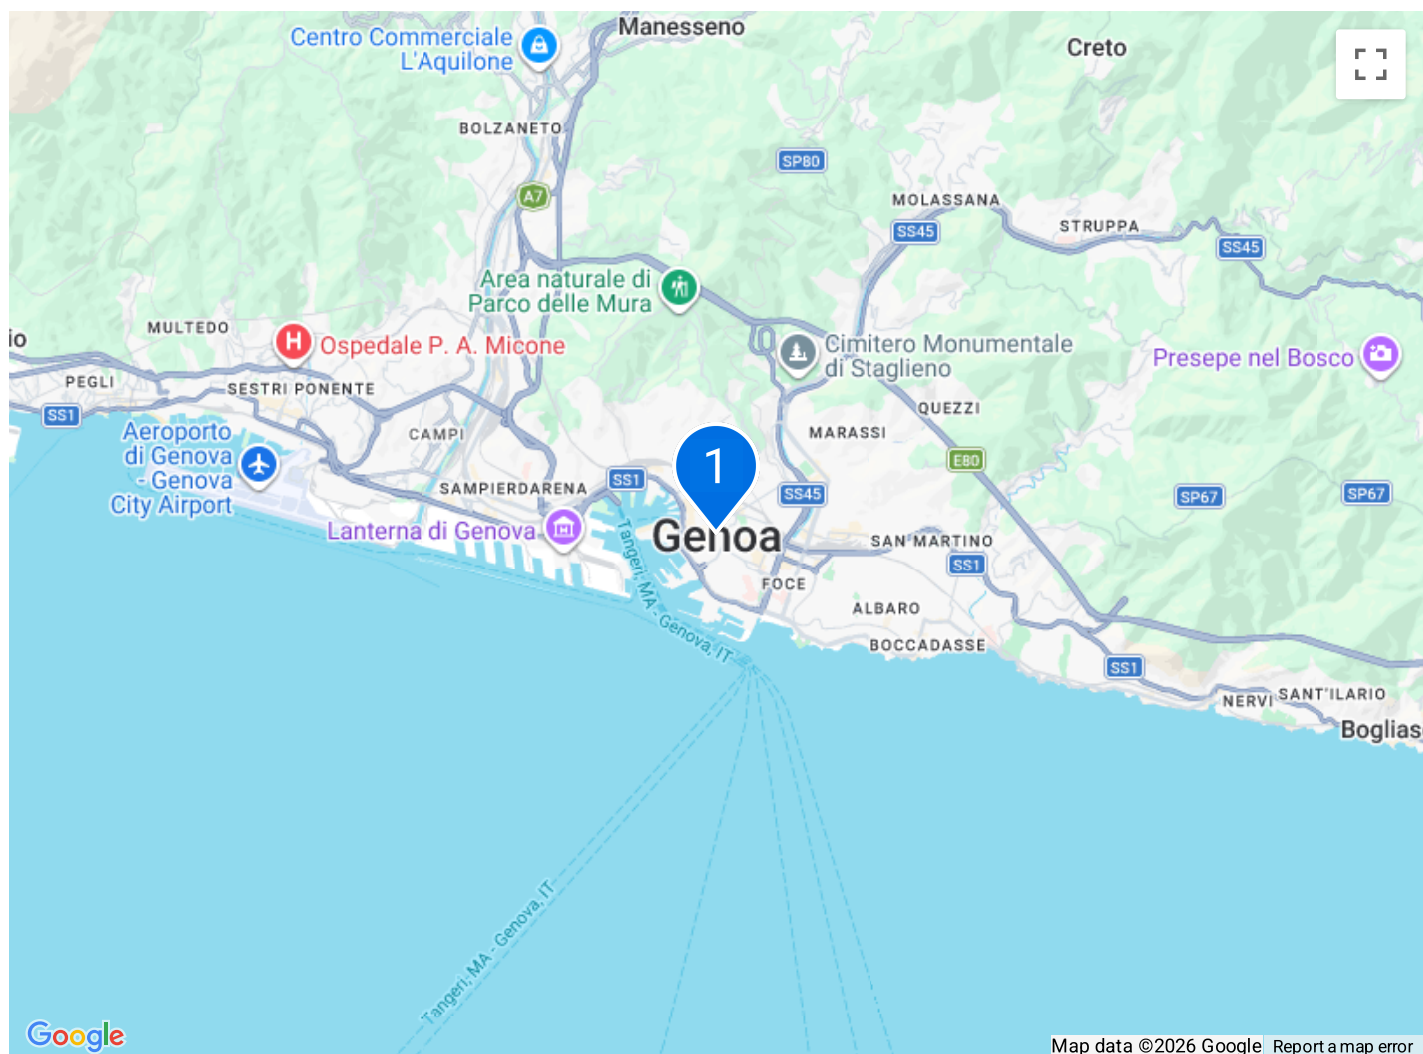 Manesseno
Centro Commerciale
L'Aquilone
Creto
BOLZANETO
SP80
A7
MOLASSANA
SS45
STRUPPA
SS45
Area naturale di
Parco delle Mura
MULTEDO
H
Ospedale P. A. Micone
io
Cimitero Monumentale
di Staglieno
Presepe nel Bosco
PEGLI
SESTRI PONENTE
SS1
QUEZZI
Aeroporto
di Genova
- Genova
City Airport
CAMPI
MARASSI
1
E80
SS1
SAMPIERDARENA
SS45
SP67
SP67
Lanterna di Genova
Genoa
SAN MARTINO
SS1
FOCE
ALBARO
BOCCADASSE
Tangeri, MA - Genova, IT
SS1
NERVI
SANT'ILARIO
Bogliasc
Tangeri, MA - Genova, IT
Google
Map data ©2026 Google
Report a map error